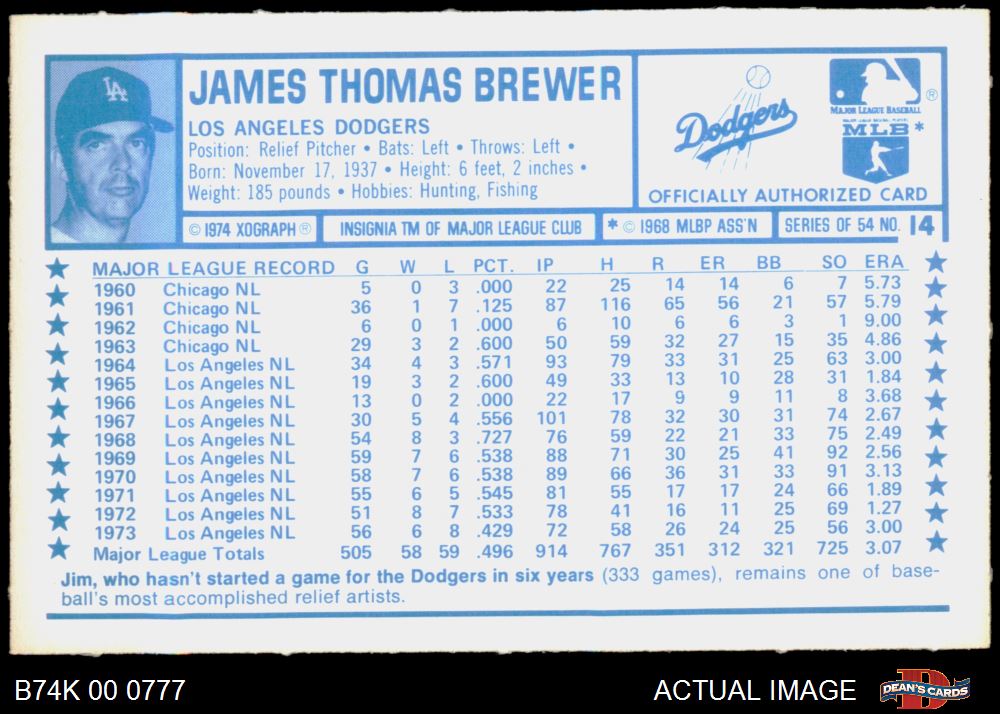 LA
JAMES THOMAS BREWER
LOS ANGELES DODGERS
Position: Relief Pitcher • Bats: Left • Throws: Left •
Born: November 17, 1937 • Height: 6 feet, 2 inches •
Weight: 185 pounds • Hobbies: Hunting, Fishing
Dodgers
MAJOR LEAGUE BASEBALL ®
MAJOR LEAGUE BASEBALL PLAYERS
MLB *
OFFICIALLY AUTHORIZED CARD
© 1974 XOGRAPH ® INSIGNIA TM OF MAJOR LEAGUE CLUB * © 1968 MLBP ASS'N SERIES OF 54 NO. 14
MAJOR LEAGUE RECORD G W L PCT. IP H R ER BB SO ERA
1960 Chicago NL 5 0 3 .000 22 25 14 14 6 7 5.73
1961 Chicago NL 36 1 7 .125 87 116 65 56 21 57 5.79
1962 Chicago NL 6 0 1 .000 6 10 6 6 3 1 9.00
1963 Chicago NL 29 3 2 .600 50 59 32 27 15 35 4.86
1964 Los Angeles NL 34 4 3 .571 93 79 33 31 25 63 3.00
1965 Los Angeles NL 19 3 2 .600 49 33 13 10 28 31 1.84
1966 Los Angeles NL 13 0 2 .000 22 17 9 9 11 8 3.68
1967 Los Angeles NL 30 5 4 .556 101 78 32 30 31 74 2.67
1968 Los Angeles NL 54 8 3 .727 76 59 22 21 33 75 2.49
1969 Los Angeles NL 59 7 6 .538 88 71 30 25 41 92 2.56
1970 Los Angeles NL 58 7 6 .538 89 66 36 31 33 91 3.13
1971 Los Angeles NL 55 6 5 .545 81 55 17 17 24 66 1.89
1972 Los Angeles NL 51 8 7 .533 78 41 16 11 25 69 1.27
1973 Los Angeles NL 56 6 8 .429 72 58 26 24 25 56 3.00
Major League Totals 505 58 59 .496 914 767 351 312 321 725 3.07
Jim, who hasn't started a game for the Dodgers in six years (333 games), remains one of base-
ball's most accomplished relief artists.
B74K 00 0777 ACTUAL IMAGE DEAN'S CARDS